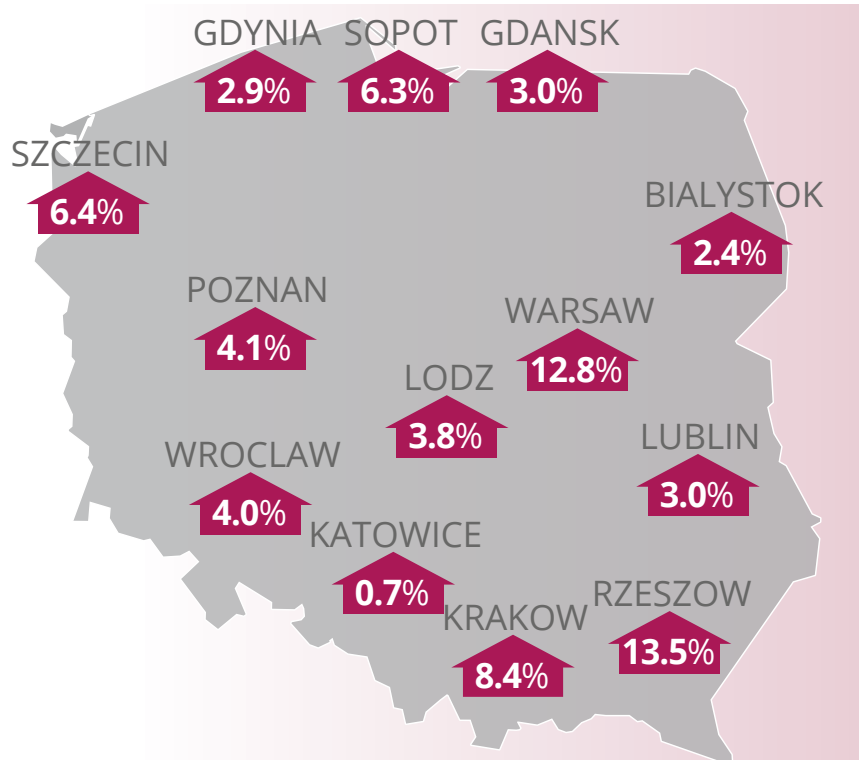 GDYNIA SOPOT GDANSK
2.9% 6.3% 3.0%
SZCZECIN
6.4%
BIALYSTOK
2.4%
POZNAN
4.1%
WARSAW
12.8%
LODZ
3.8%
LUBLIN
3.0%
WROCLAW
4.0%
KATOWICE
0.7%
RZESZOW
13.5%
KRAKOW
8.4%